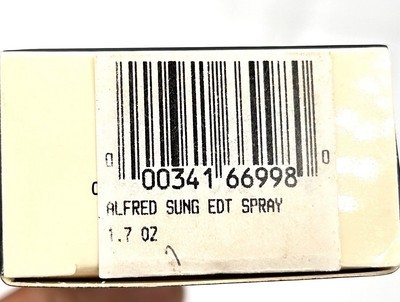 0 00341 66998 0
ALFRED SUNG EDT SPRAY
1.7 OZ